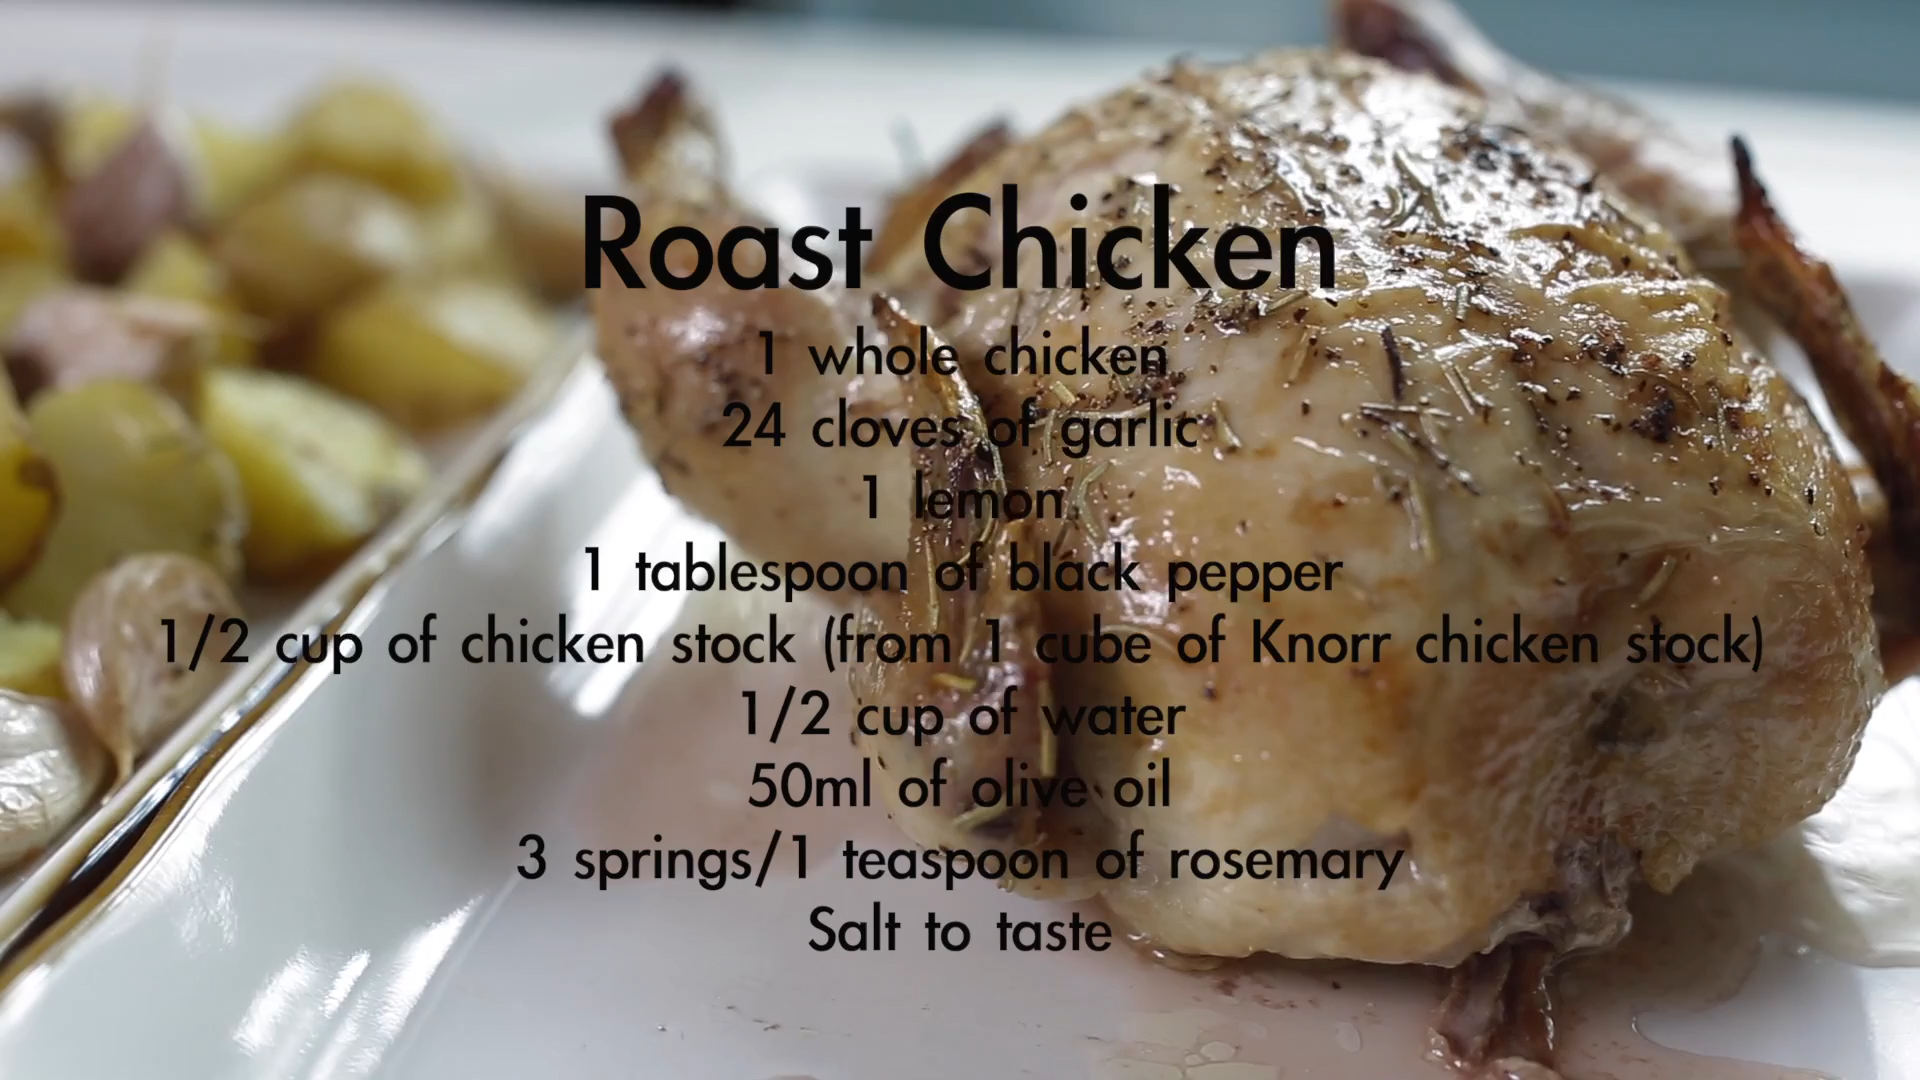 Roast Chicken
1 whole chicken
24 cloves of garlic
1 lemon
1 tablespoon of black pepper
1/2 cup of chicken stock (from 1 cube of Knorr chicken stock)
1/2 cup of water
50ml of olive oil
3 springs/1 teaspoon of rosemary
Salt to taste